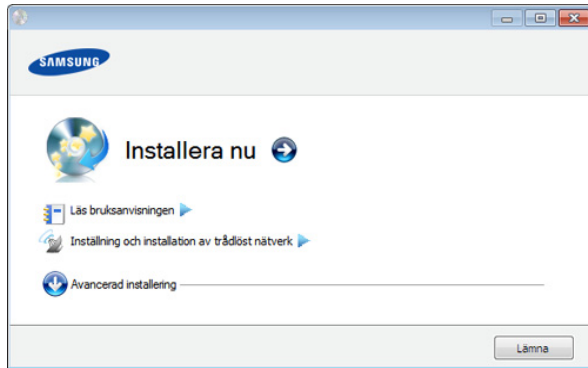 SAMSUNG
Installera nu
Läs bruksanvisningen
Inställning och installation av trådlöst nätverk
Avancerad installering
Lämna